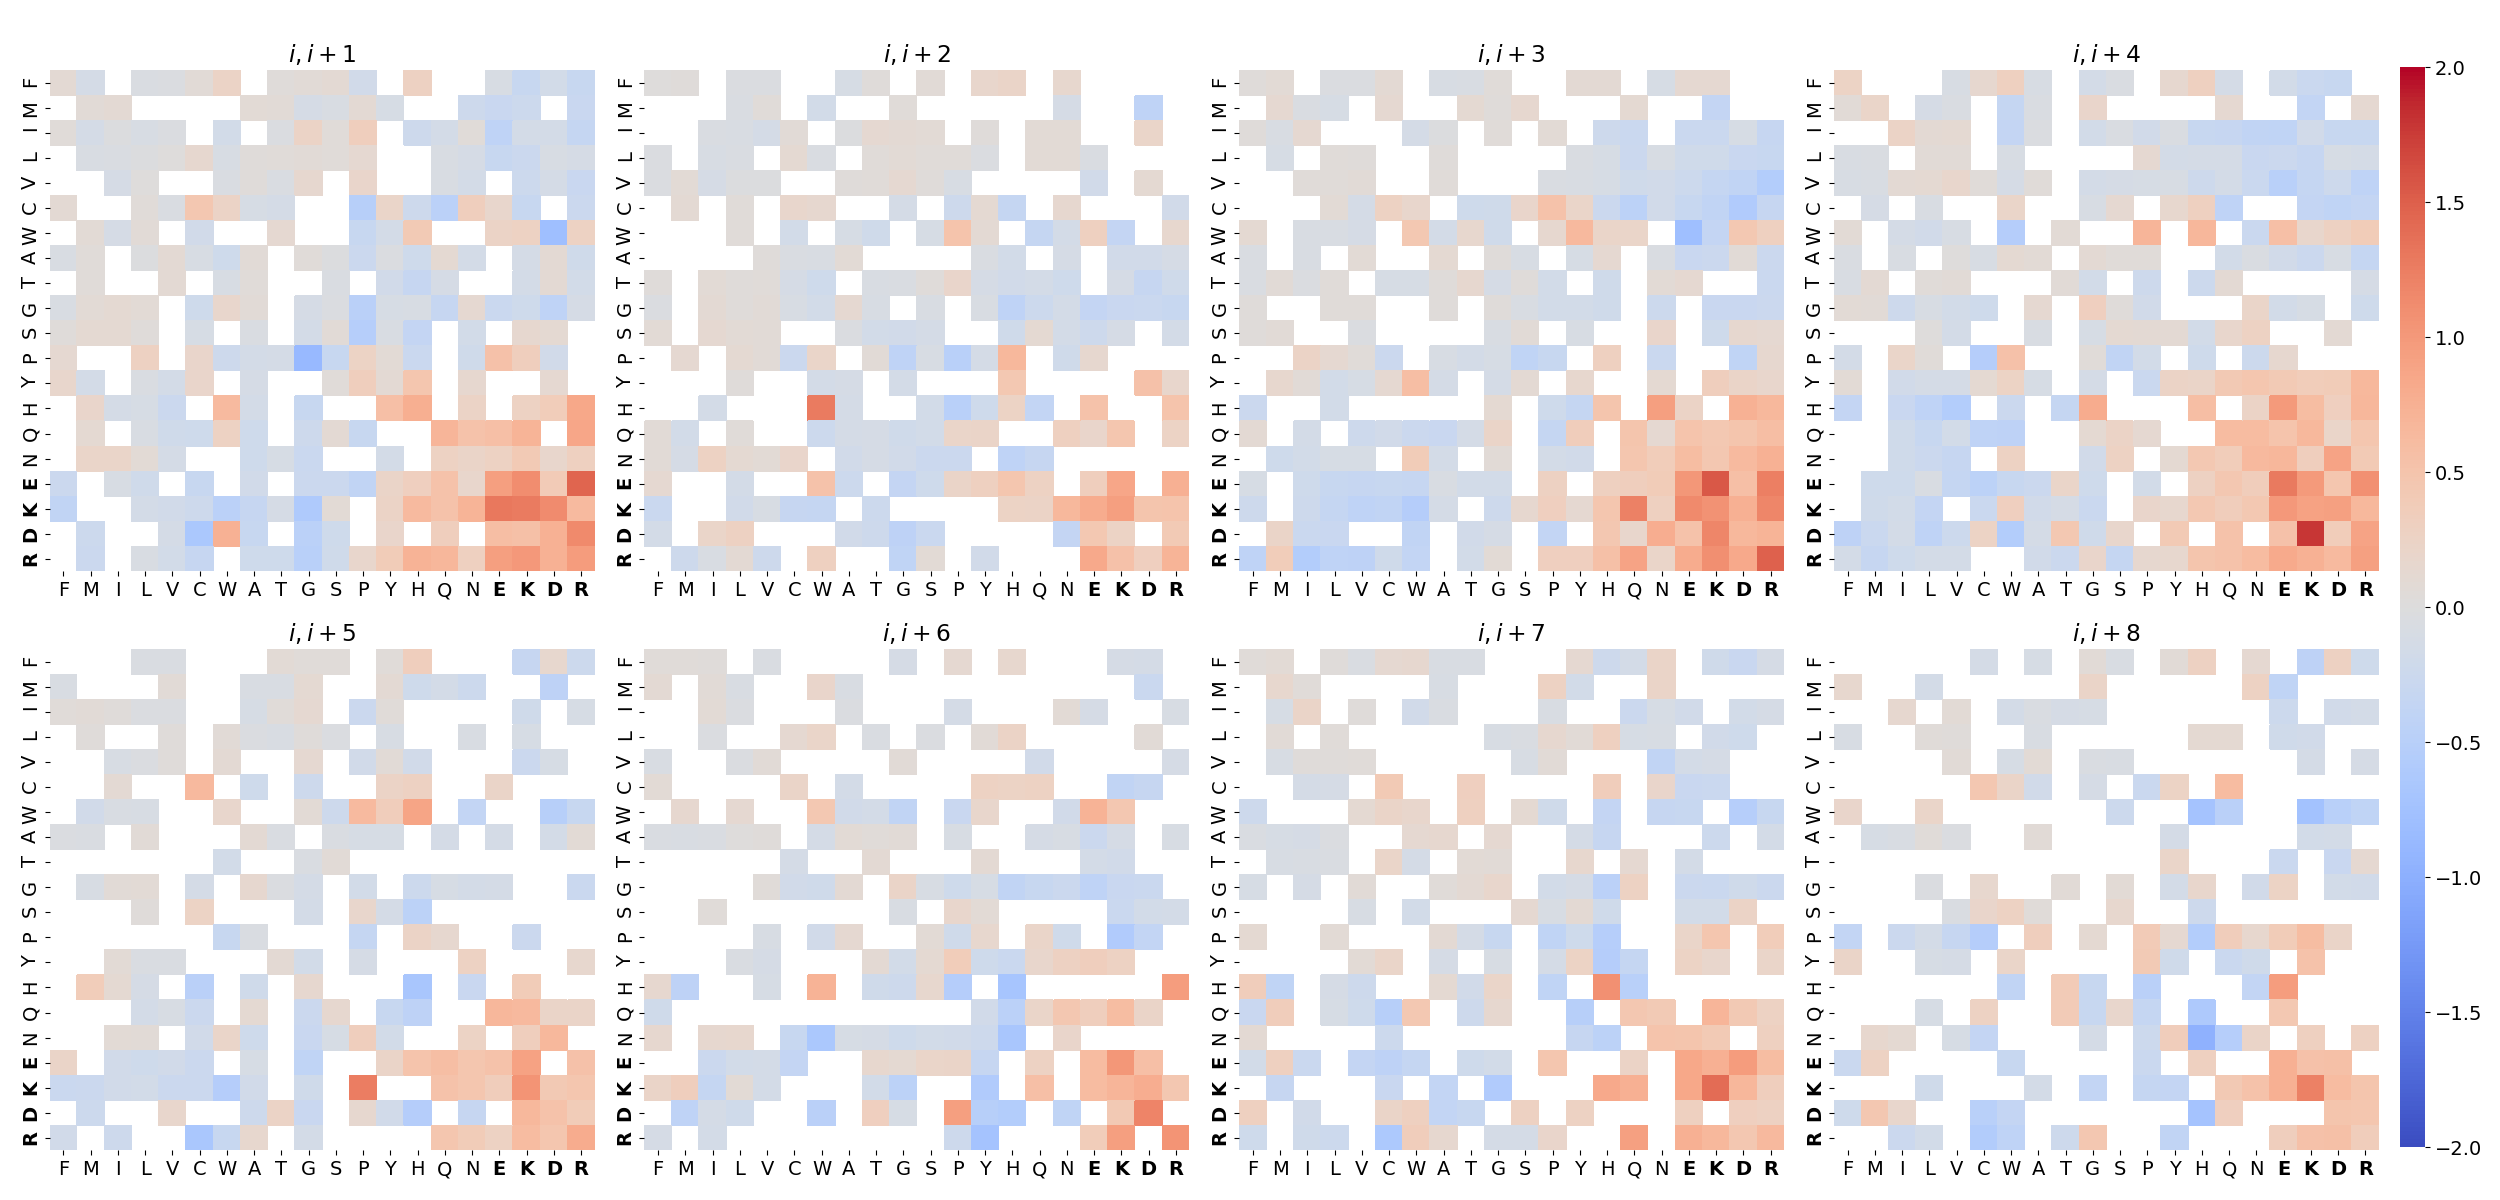 i, i + 1
i, i + 2
i, i + 3
i, i + 4
F
M
I
L
V
C
W
A
T
G
S
P
Y
H
Q
N
E
K
D
R
F M I L V C W A T G S P Y H Q N E K D R
F
M
I
L
V
C
W
A
T
G
S
P
Y
H
Q
N
E
K
D
R
F M I L V C W A T G S P Y H Q N E K D R
F
M
I
L
V
C
W
A
T
G
S
P
Y
H
Q
N
E
K
D
R
F M I L V C W A T G S P Y H Q N E K D R
F
M
I
L
V
C
W
A
T
G
S
P
Y
H
Q
N
E
K
D
R
F M I L V C W A T G S P Y H Q N E K D R
i, i + 5
i, i + 6
i, i + 7
i, i + 8
F
M
I
L
V
C
W
A
T
G
S
P
Y
H
Q
N
E
K
D
R
F M I L V C W A T G S P Y H Q N E K D R
F
M
I
L
V
C
W
A
T
G
S
P
Y
H
Q
N
E
K
D
R
F M I L V C W A T G S P Y H Q N E K D R
F
M
I
L
V
C
W
A
T
G
S
P
Y
H
Q
N
E
K
D
R
F M I L V C W A T G S P Y H Q N E K D R
F
M
I
L
V
C
W
A
T
G
S
P
Y
H
Q
N
E
K
D
R
F M I L V C W A T G S P Y H Q N E K D R
2.0
1.5
1.0
0.5
0.0
−0.5
−1.0
−1.5
−2.0